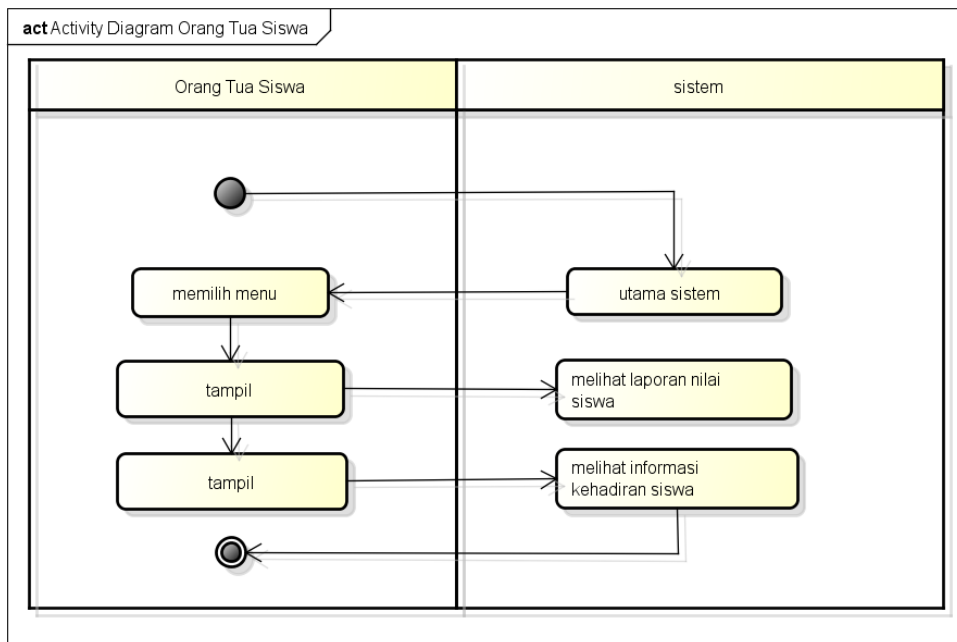 act Activity Diagram Orang Tua Siswa
Orang Tua Siswa
sistem
memilih menu
utama sistem
tampil
melihat laporan nilai
siswa
tampil
melihat informasi
kehadiran siswa